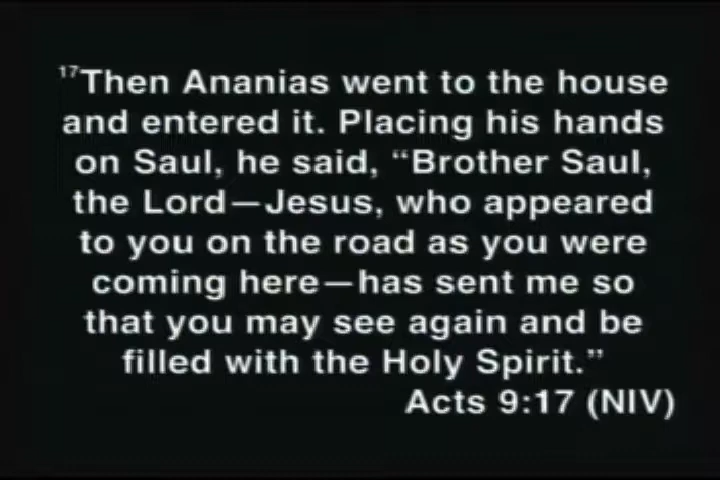 ¹⁷Then Ananias went to the house
and entered it. Placing his hands
on Saul, he said, “Brother Saul,
the Lord—Jesus, who appeared
to you on the road as you were
coming here—has sent me so
that you may see again and be
filled with the Holy Spirit.”
Acts 9:17 (NIV)